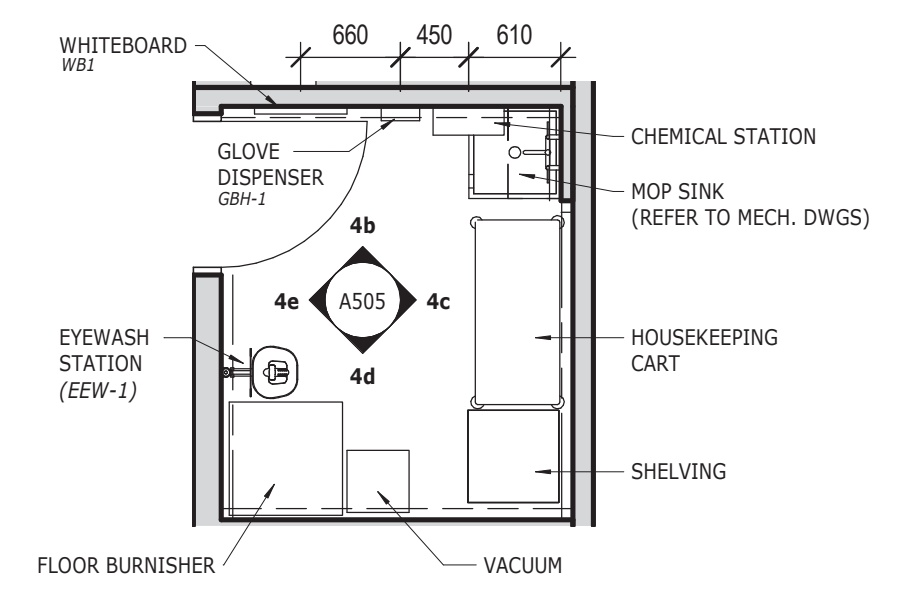 660 450 610
WHITEBOARD
WB1
GLOVE
DISPENSER
GBH-1
CHEMICAL STATION
MOP SINK
(REFER TO MECH. DWGS)
4b
4e A505 4c
4d
EYEWASH
STATION
(EEW-1)
HOUSEKEEPING
CART
SHELVING
FLOOR BURNISHER
VACUUM